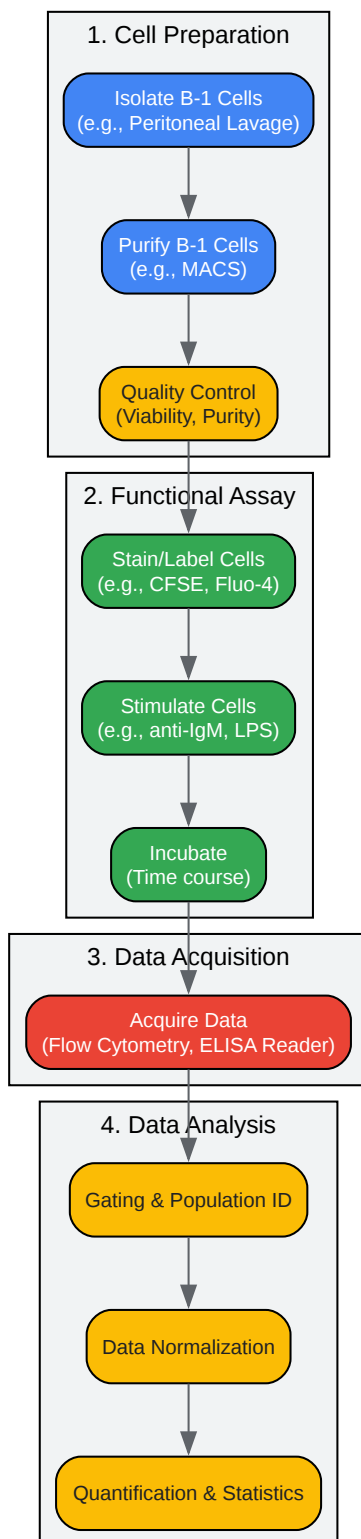 1. Cell Preparation
Isolate B-1 Cells
(e.g., Peritoneal Lavage)
Purify B-1 Cells
(e.g., MACS)
Quality Control
(Viability, Purity)
2. Functional Assay
Stain/Label Cells
(e.g., CFSE, Fluo-4)
Stimulate Cells
(e.g., anti-IgM, LPS)
Incubate
(Time course)
3. Data Acquisition
Acquire Data
(Flow Cytometry, ELISA Reader)
4. Data Analysis
Gating & Population ID
Data Normalization
Quantification & Statistics